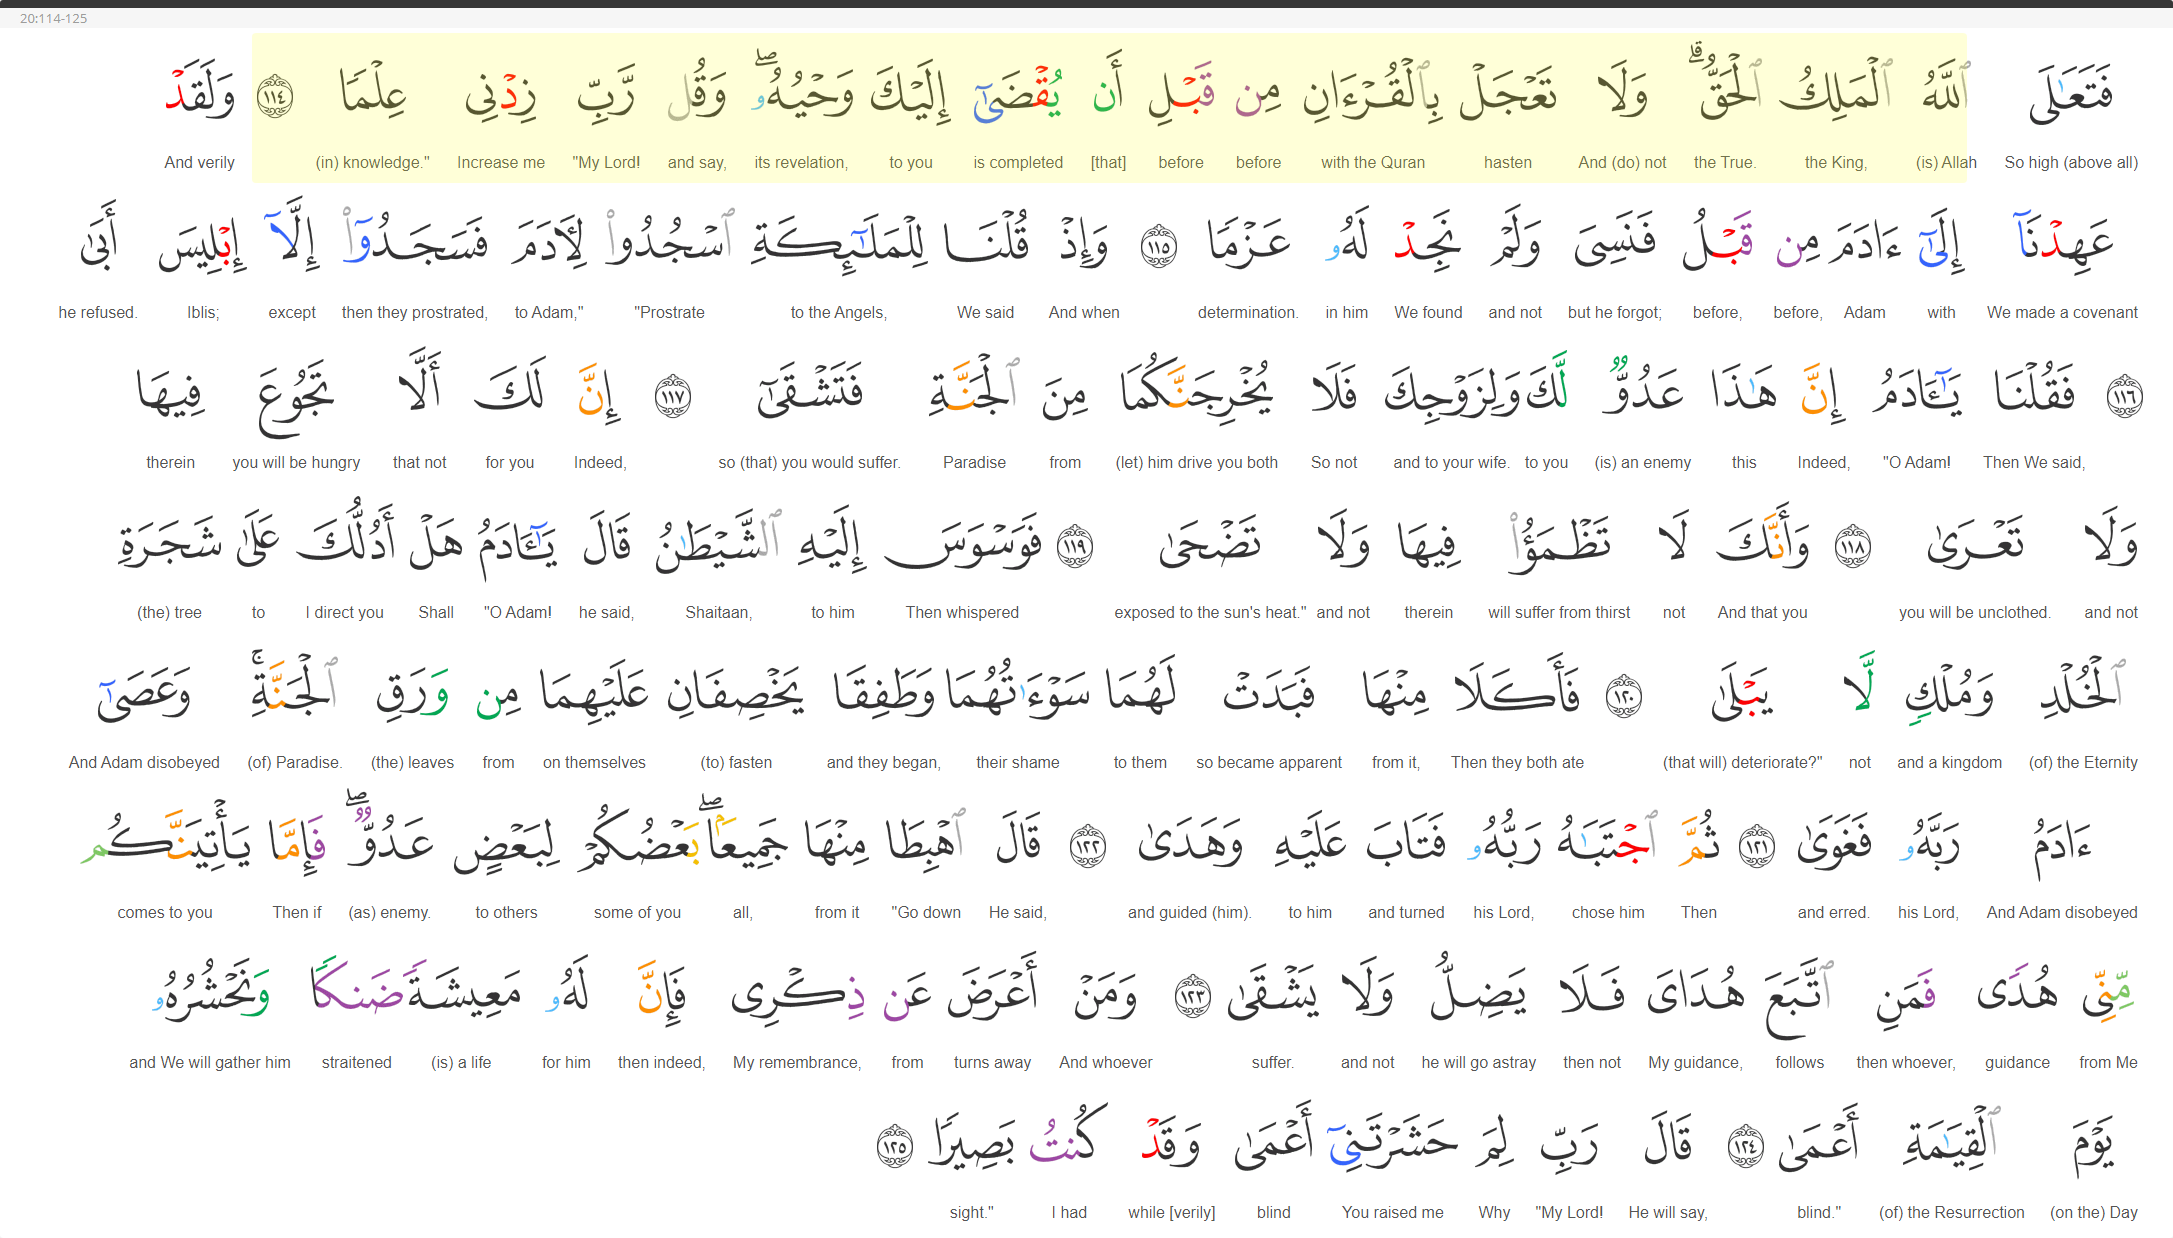 20:114-125
فَتَعَـٰلَى ٱللَّهُ ٱلْمَلِكُ ٱلْحَقُّ ۗ وَلَا تَعْجَلْ بِٱلْقُرْءَانِ مِن قَبْلِ أَن يُقْضَىٰٓ إِلَيْكَ وَحْيُهُۥ ۖ وَقُل رَّبِّ زِدْنِى عِلْمًا ١١٤ وَلَقَدْ
So high (above all) (is) Allah the King, the True. And (do) not hasten with the Quran before before [that] is completed to you its revelation, and say, "My Lord! Increase me (in) knowledge." And verily
عَهِدْنَآ إِلَىٰٓ ءَادَمَ مِن قَبْلُ فَنَسِىَ وَلَمْ نَجِدْ لَهُۥ عَزْمًا ١١٥ وَإِذْ قُلْنَا لِلْمَلَـٰٓئِكَةِ ٱسْجُدُوا۟ لِـَٔادَمَ فَسَجَدُوٓا۟ إِلَّآ إِبْلِيسَ أَبَىٰ
We made a covenant with Adam before, before, but he forgot; and not We found in him determination. And when We said to the Angels, "Prostrate to Adam," then they prostrated, except Iblis; he refused.
١١٦ فَقُلْنَا يَـٰٓـَٔادَمُ إِنَّ هَـٰذَا عَدُوٌّ لَّكَ وَلِزَوْجِكَ فَلَا يُخْرِجَنَّكُمَا مِنَ ٱلْجَنَّةِ فَتَشْقَىٰٓ ١١٧ إِنَّ لَكَ أَلَّا تَجُوعَ فِيهَا
Then We said, "O Adam! Indeed, this (is) an enemy to you and to your wife. So not (let) him drive you both from Paradise so (that) you would suffer. Indeed, for you that not you will be hungry therein
وَلَا تَعْرَىٰ ١١٨ وَأَنَّكَ لَا تَظْمَؤُا۟ فِيهَا وَلَا تَضْحَىٰ ١١٩ فَوَسْوَسَ إِلَيْهِ ٱلشَّيْطَـٰنُ قَالَ يَـٰٓـَٔادَمُ هَلْ أَدُلُّكَ عَلَىٰ شَجَرَةِ
and not you will be unclothed. And that you not will suffer from thirst therein and not exposed to the sun's heat." Then whispered to him Shaitaan, he said, "O Adam! Shall I direct you to (the) tree
ٱلْخُلْدِ وَمُلْكٍ لَّا يَبْلَىٰ ١٢٠ فَأَكَلَا مِنْهَا فَبَدَتْ لَهُمَا سَوْءَٰتُهُمَا وَطَفِقَا يَخْصِفَانِ عَلَيْهِمَا مِن وَرَقِ ٱلْجَنَّةِ ۚ وَعَصَىٰٓ
(of) the Eternity and a kingdom not (that will) deteriorate?" Then they both ate from it, so became apparent to them their shame and they began, (to) fasten on themselves from (the) leaves (of) Paradise. And Adam disobeyed
ءَادَمُ رَبَّهُۥ فَغَوَىٰ ١٢١ ثُمَّ ٱجْتَبَـٰهُ رَبُّهُۥ فَتَابَ عَلَيْهِ وَهَدَىٰ ١٢٢ قَالَ ٱهْبِطَا مِنْهَا جَمِيعًۢا ۖ بَعْضُكُمْ لِبَعْضٍ عَدُوٌّ ۖ فَإِمَّا يَأْتِيَنَّكُم
And Adam disobeyed his Lord, and erred. Then chose him his Lord, and turned to him and guided (him). He said, "Go down from it all, some of you to others (as) enemy. Then if comes to you
مِّنِّى هُدًى فَمَنِ ٱتَّبَعَ هُدَاىَ فَلَا يَضِلُّ وَلَا يَشْقَىٰ ١٢٣ وَمَنْ أَعْرَضَ عَن ذِكْرِى فَإِنَّ لَهُۥ مَعِيشَةً ضَنكًا وَنَحْشُرُهُۥ
from Me guidance then whoever, follows My guidance, then not he will go astray and not suffer. And whoever turns away from My remembrance, then indeed, for him (is) a life straitened and We will gather him
يَوْمَ ٱلْقِيَـٰمَةِ أَعْمَىٰ ١٢٤ قَالَ رَبِّ لِمَ حَشَرْتَنِىٓ أَعْمَىٰ وَقَدْ كُنتُ بَصِيرًا ١٢٥
(on the) Day (of) the Resurrection blind." He will say, "My Lord! Why You raised me blind while [verily] I had sight."